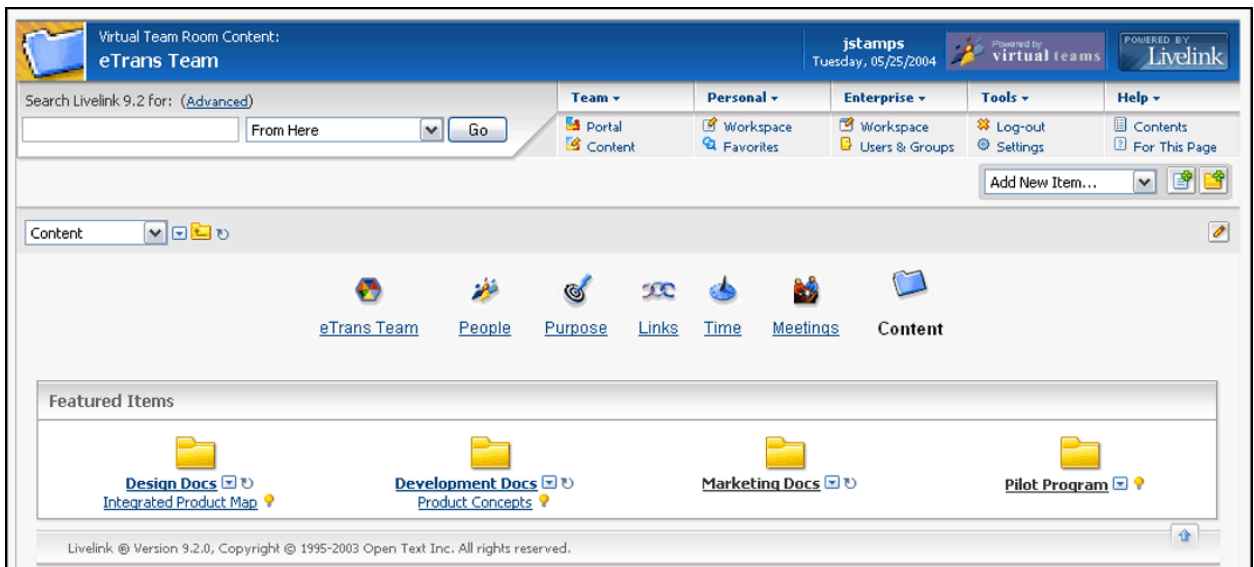 Virtual Team Room Content:
eTrans Team
jstamps
Tuesday, 05/25/2004
Powered by
virtual teams
POWERED BY
Livelink
Search Livelink 9.2 for: (Advanced)
From Here
Go
Team
Portal
Content
Personal
Workspace
Favorites
Enterprise
Workspace
Users & Groups
Tools
Log-out
Settings
Help
Contents
For This Page
Add New Item...
Content
eTrans Team People Purpose Links Time Meetings Content
Featured Items
Design Docs
Integrated Product Map
Development Docs
Product Concepts
Marketing Docs
Pilot Program
Livelink ® Version 9.2.0, Copyright © 1995-2003 Open Text Inc. All rights reserved.